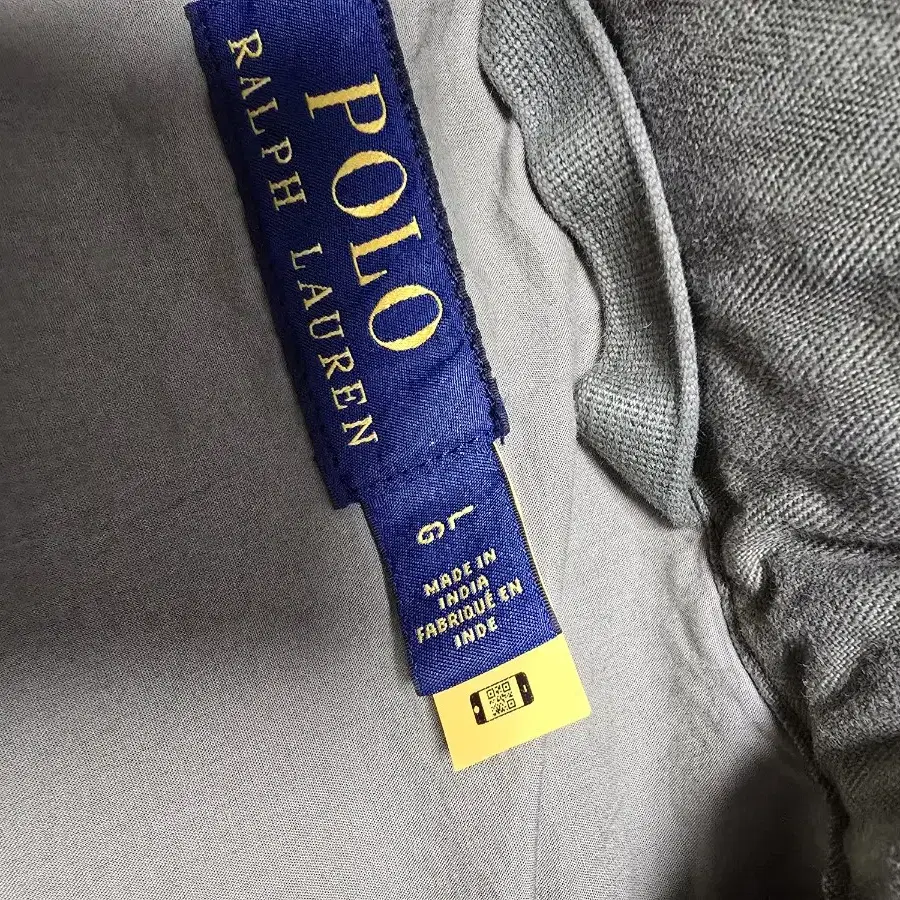 POLO
RALPH LAUREN
L
G
MADE IN
INDIA
FABRIQUÉ EN
INDE